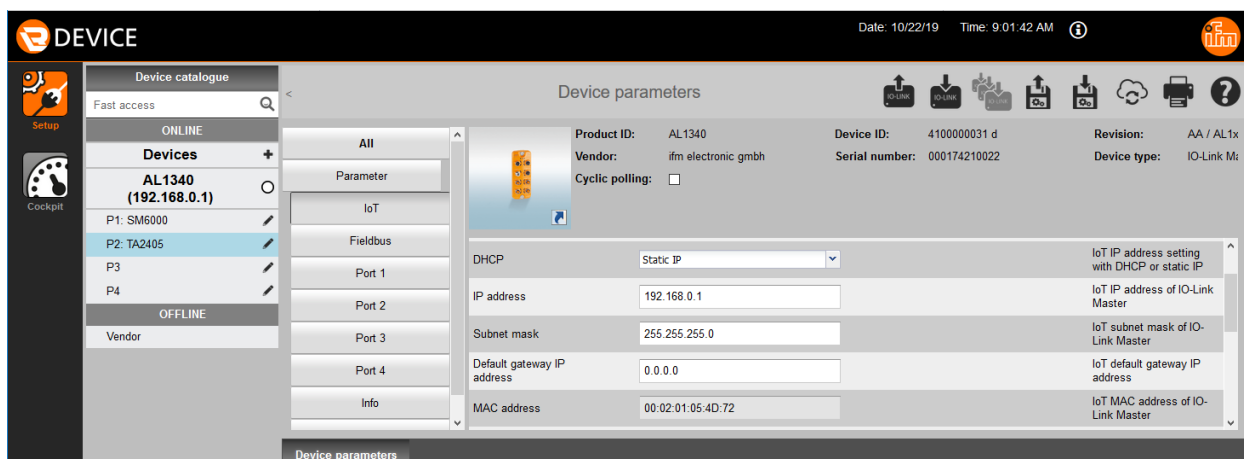 DEVICE
Date: 10/22/19 Time: 9:01:42 AM
ifm
Setup
Cockpit
Device catalogue
Fast access
ONLINE
Devices +
AL1340
(192.168.0.1)
P1: SM6000
P2: TA2405
P3
P4
OFFLINE
Vendor
<
Device parameters
IO-LINK
IO-LINK
IO-LINK
?
All
Parameter
IoT
Fieldbus
Port 1
Port 2
Port 3
Port 4
Info
Product ID: AL1340 Device ID: 4100000031 d Revision: AA / AL1x
Vendor: ifm electronic gmbh Serial number: 000174210022 Device type: IO-Link Ma
Cyclic polling:
DHCP Static IP IoT IP address setting
with DHCP or static IP
IP address 192.168.0.1 IoT IP address of IO-Link
Master
Subnet mask 255.255.255.0 IoT subnet mask of IO-
Link Master
Default gateway IP
address 0.0.0.0 IoT default gateway IP
address
MAC address 00:02:01:05:4D:72 IoT MAC address of IO-
Link Master
Device parameters